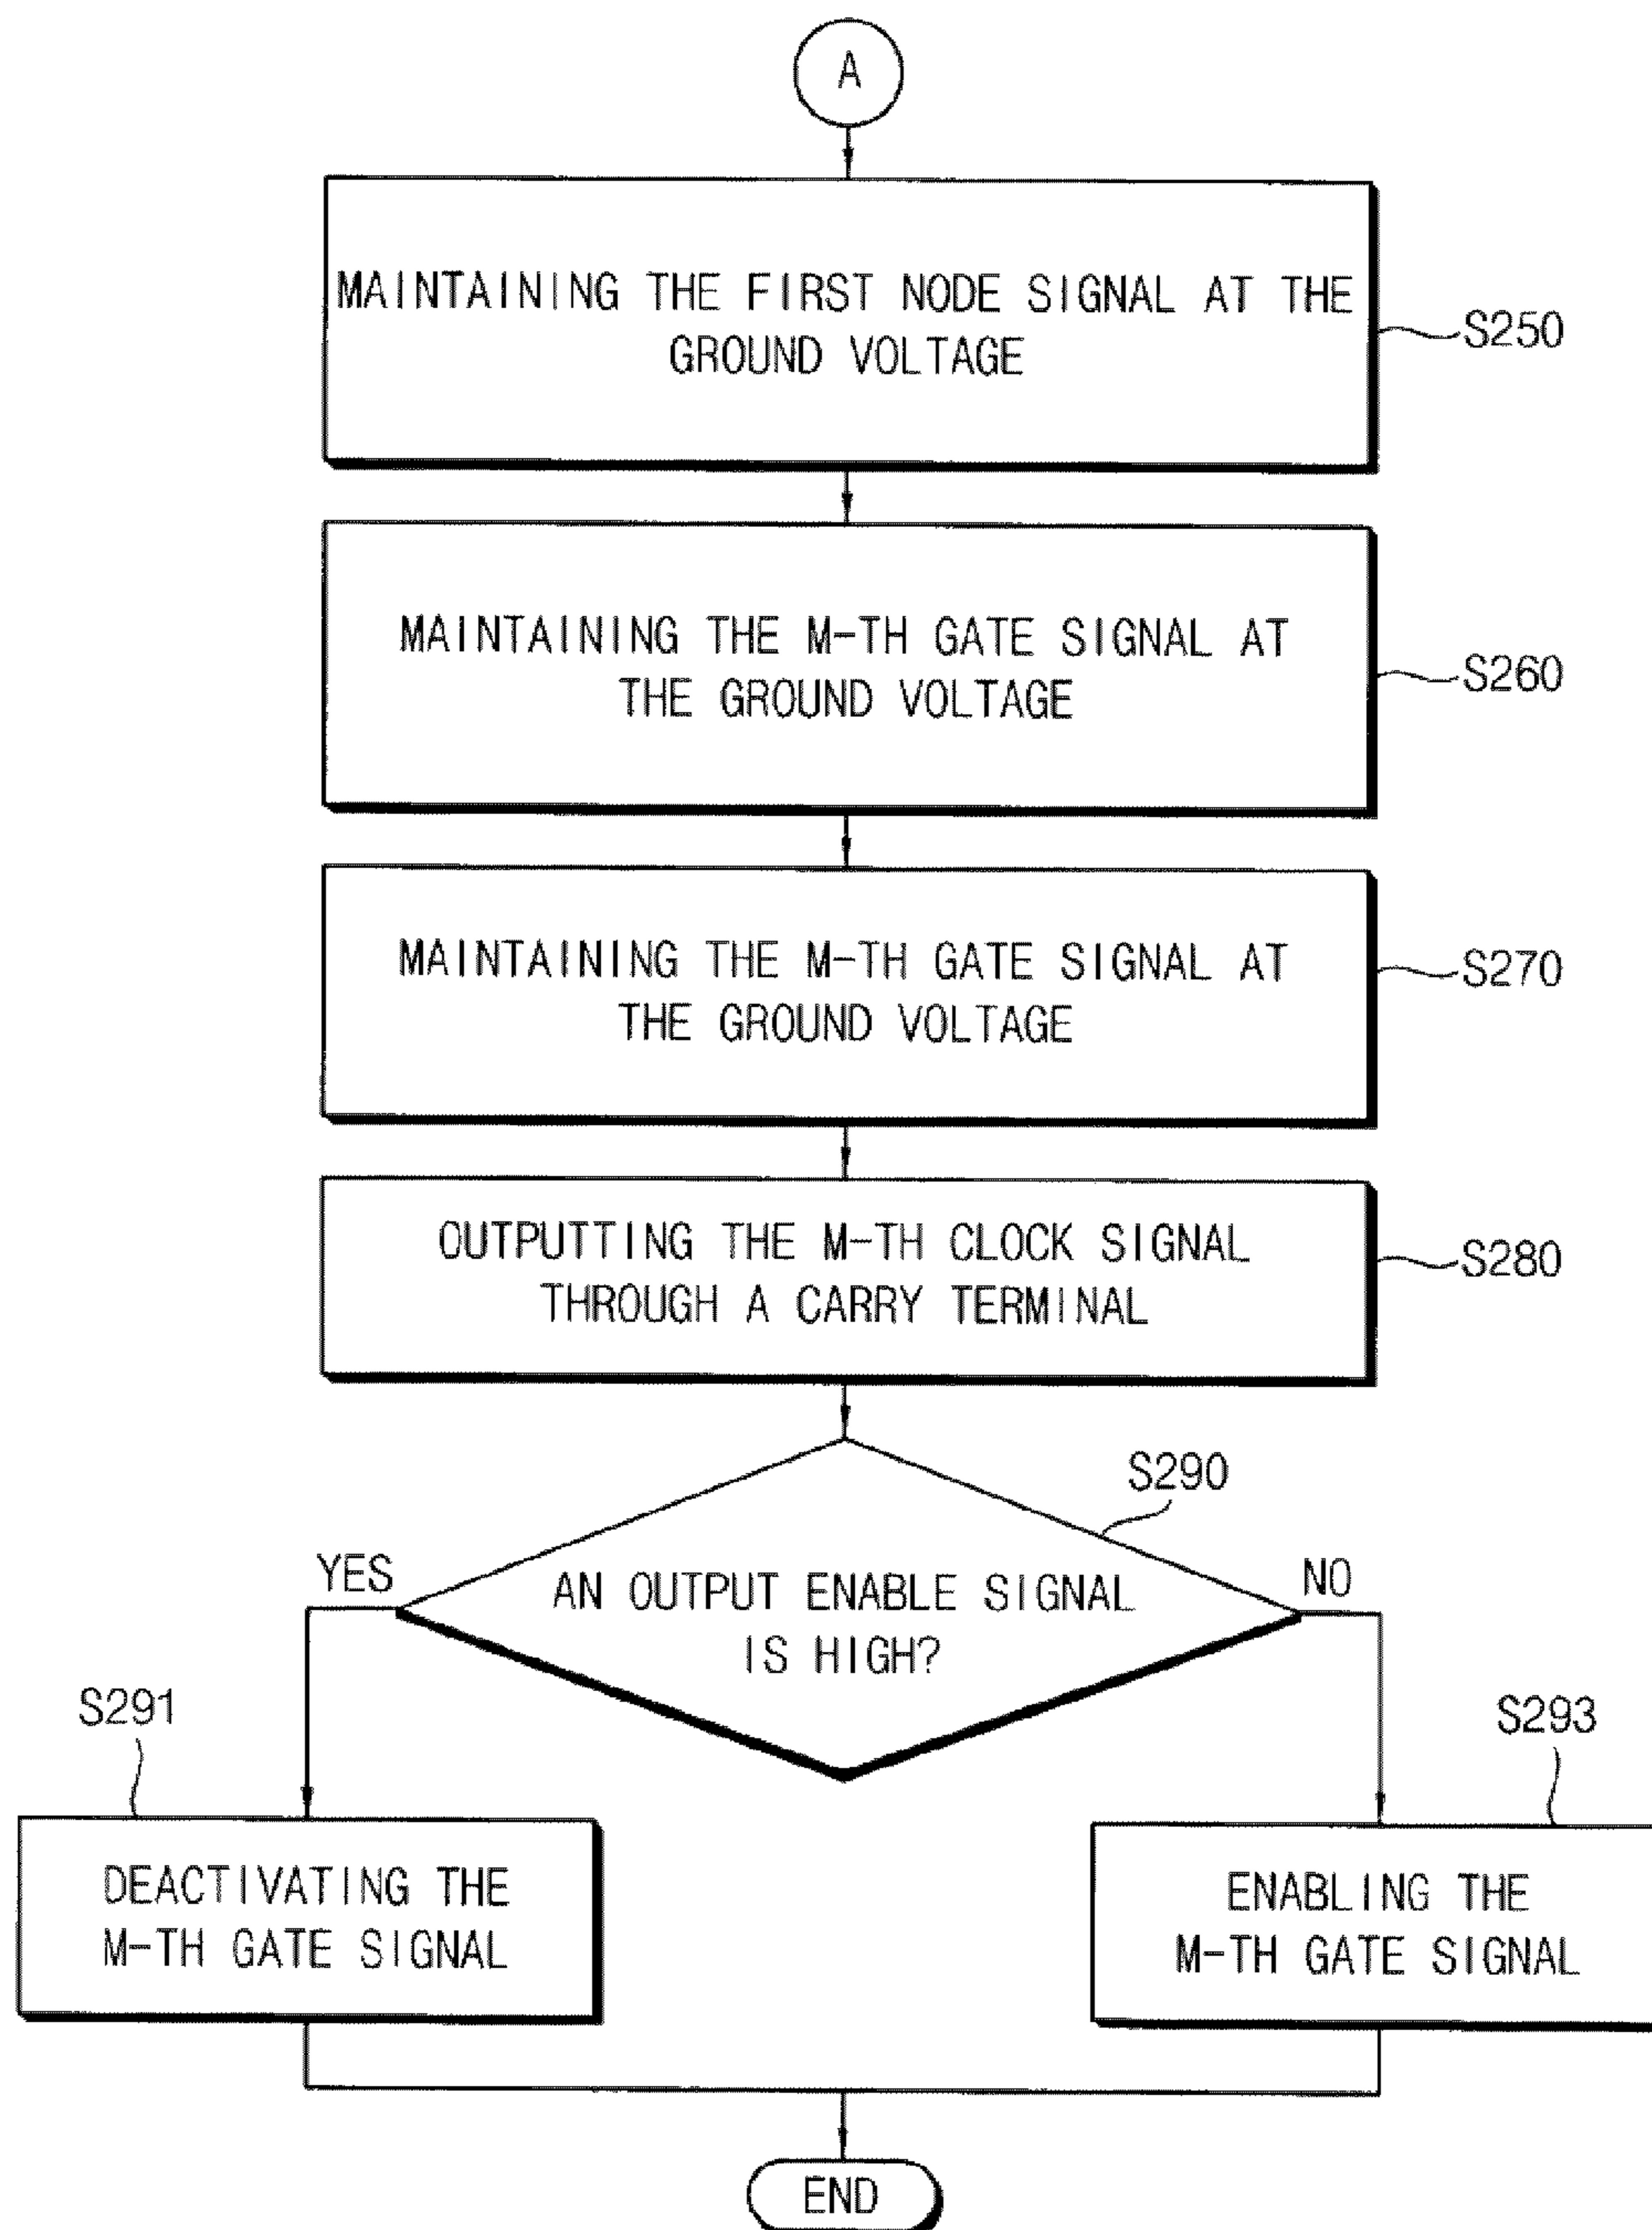 A
MAINTAINING THE FIRST NODE SIGNAL AT THE
GROUND VOLTAGE
S250
MAINTAINING THE M-TH GATE SIGNAL AT
THE GROUND VOLTAGE
S260
MAINTAINING THE M-TH GATE SIGNAL AT
THE GROUND VOLTAGE
S270
OUTPUTTING THE M-TH CLOCK SIGNAL
THROUGH A CARRY TERMINAL
S280
S290
YES
AN OUTPUT ENABLE SIGNAL
IS HIGH?
NO
S291
S293
DEACTIVATING THE
M-TH GATE SIGNAL
ENABLING THE
M-TH GATE SIGNAL
END